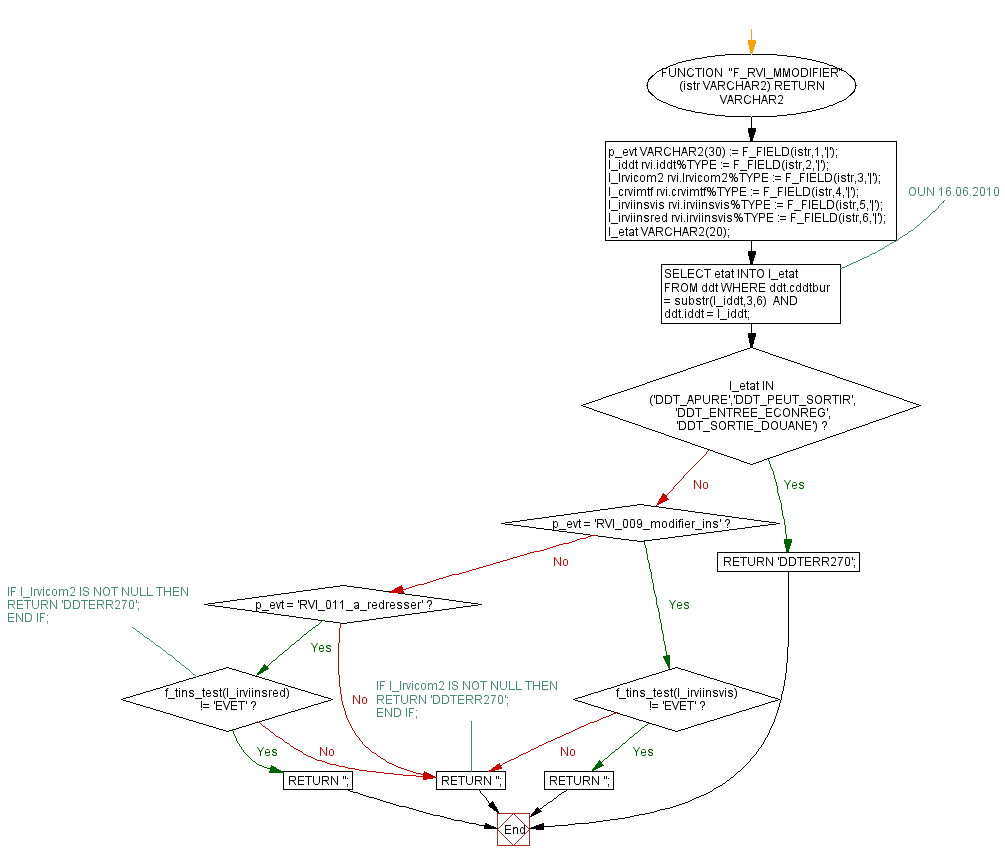 FUNCTION "F_RVI_MMODIFIER"
(istr VARCHAR2) RETURN
VARCHAR2
p_evt VARCHAR2(30) := F_FIELD(istr,1,'|');
l_iddt rvi.iddt%TYPE := F_FIELD(istr,2,'|');
l_lrvicom2 rvi.lrvicom2%TYPE := F_FIELD(istr,3,'|');
l_crvimtf rvi.crvimtf%TYPE := F_FIELD(istr,4,'|');
l_irviinsvis rvi.irviinsvis%TYPE := F_FIELD(istr,5,'|');
l_irviinsred rvi.irviinsvis%TYPE := F_FIELD(istr,6,'|');
l_etat VARCHAR2(20);
OUN 16.06.2010
SELECT etat INTO l_etat
FROM ddt WHERE ddt.cddtbur
= substr(l_iddt,3,6)  AND
ddt.iddt = l_iddt;
l_etat IN
('DDT_APURE','DDT_PEUT_SORTIR',
'DDT_ENTREE_ECONREG',
'DDT_SORTIE_DOUANE') ?
No
Yes
p_evt = 'RVI_009_modifier_ins' ?
RETURN 'DDTERR270';
No
Yes
IF l_lrvicom2 IS NOT NULL THEN
RETURN 'DDTERR270';
END IF;
p_evt = 'RVI_011_a_redresser' ?
Yes
No
f_tins_test(l_irviinsred)
!= 'EVET' ?
IF l_lrvicom2 IS NOT NULL THEN
RETURN 'DDTERR270';
END IF;
f_tins_test(l_irviinsvis)
!= 'EVET' ?
Yes
No
No
Yes
RETURN '';
RETURN '';
RETURN '';
End